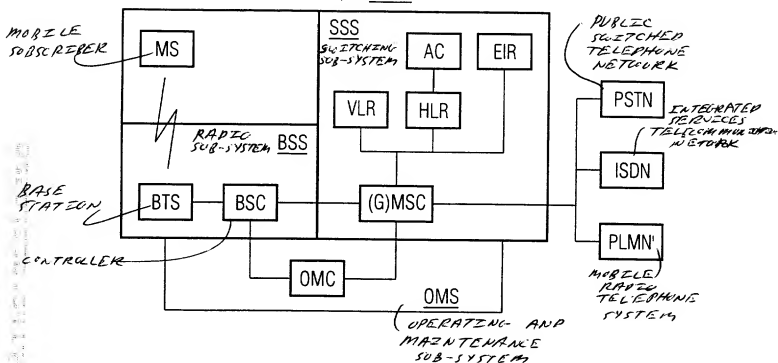 MOBILE
SUBSCRIBER
MS
SSS
SWITCHING
SUB-SYSTEM
AC
EIR
VLR
HLR
PUBLIC
SWITCHED
TELEPHONE
NETWORK
PSTN
INTEGRATED
SERVICES
NETWORK
ISDN
RADIO
SUB-SYSTEM BSS
BASE
STATION
BTS
BSC
(G)MSC
PLMN'
CONTROLLER
OMC
OMS
MOBILE
RADIO
TELEPHONE
SYSTEM
OPERATING AND
MAINTENANCE
SUB-SYSTEM